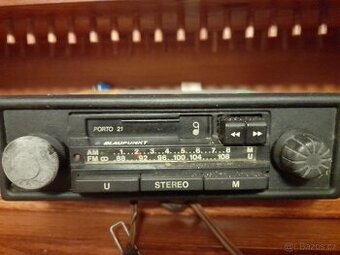 PORTO 21
BLAUPUNKT
AM 1 2 3 4 5 6 7 8 M
FM 88 92 96 100 104 108 U
U STEREO M